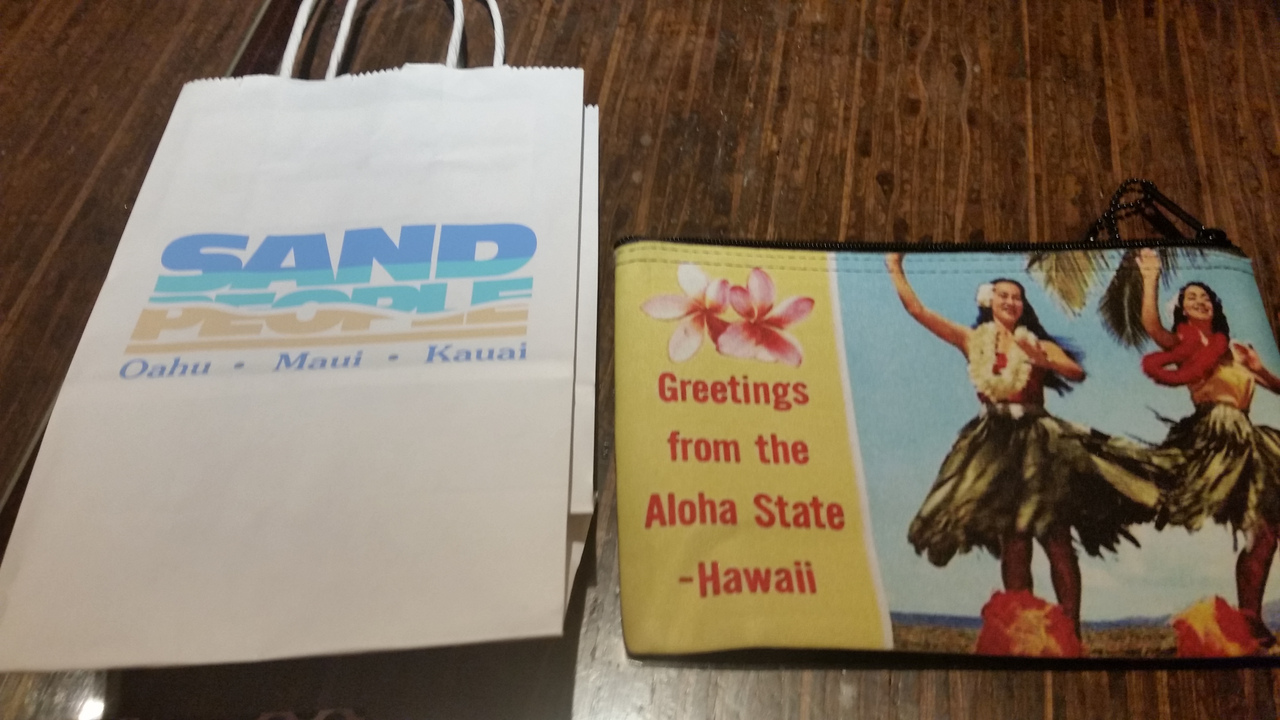 SAND
PEOPLE
Oahu • Maui • Kauai
Greetings
from the
Aloha State
-Hawaii